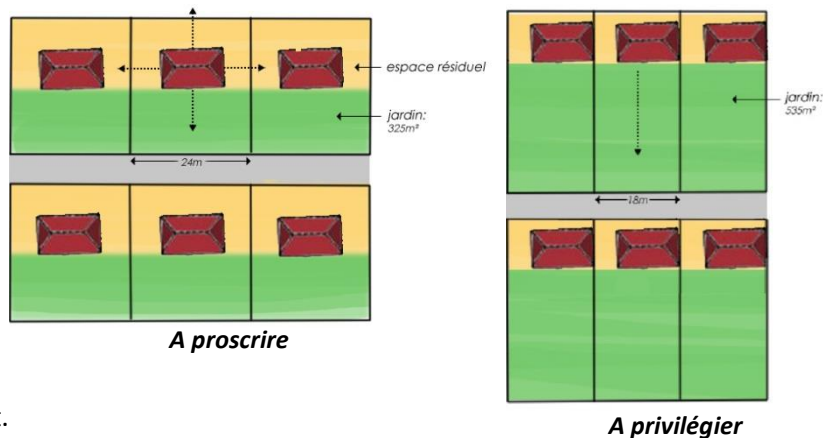 espace résiduel
jardin:
325m²
24m
A proscrire
jardin:
535m²
18m
A privilégier